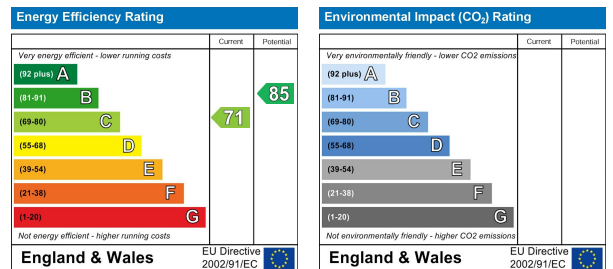 Energy Efficiency Rating
Current Potential
Very energy efficient - lower running costs
(92 plus) A
(81-91) B
(69-80) C
(55-68) D
(39-54) E
(21-38) F
(1-20) G
71
85
Not energy efficient - higher running costs
England & Wales
EU Directive
2002/91/EC
Environmental Impact (CO₂) Rating
Current Potential
Very environmentally friendly - lower CO2 emissions
(92 plus) A
(81-91) B
(69-80) C
(55-68) D
(39-54) E
(21-38) F
(1-20) G
Not environmentally friendly - higher CO2 emissions
England & Wales
EU Directive
2002/91/EC